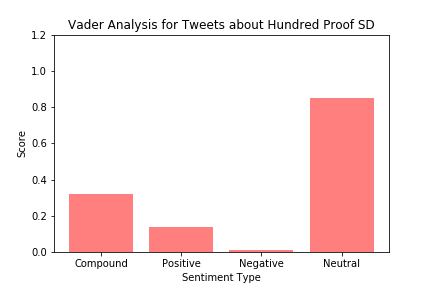 Vader Analysis for Tweets about Hundred Proof SD
1.2
1.0
0.8
0.6
0.4
0.2
0.0
Score
Compound Positive Negative Neutral
Sentiment Type